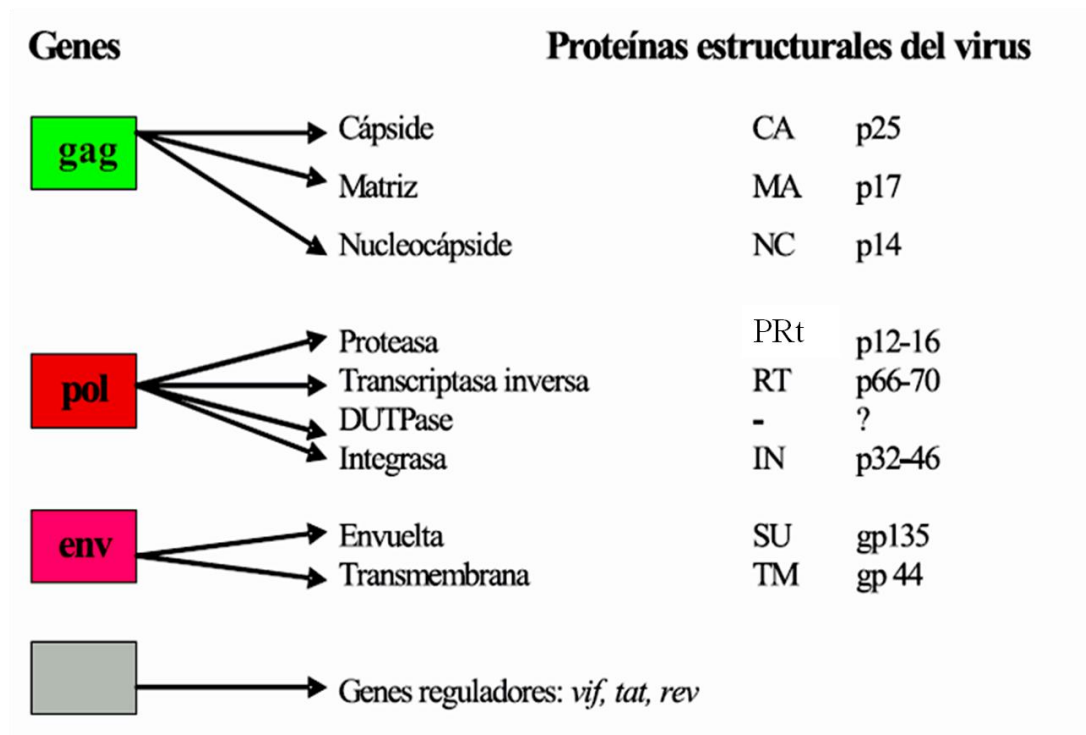 Genes Proteínas estructurales del virus
gag
Cápside CA p25
Matriz MA p17
Nucleocápside NC p14
pol
Proteasa PRt p12-16
Transcriptasa inversa RT p66-70
DUTPase - ?
Integrasa IN p32-46
env
Envuelta SU gp135
Transmembrana TM gp 44
Genes reguladores: vif, tat, rev